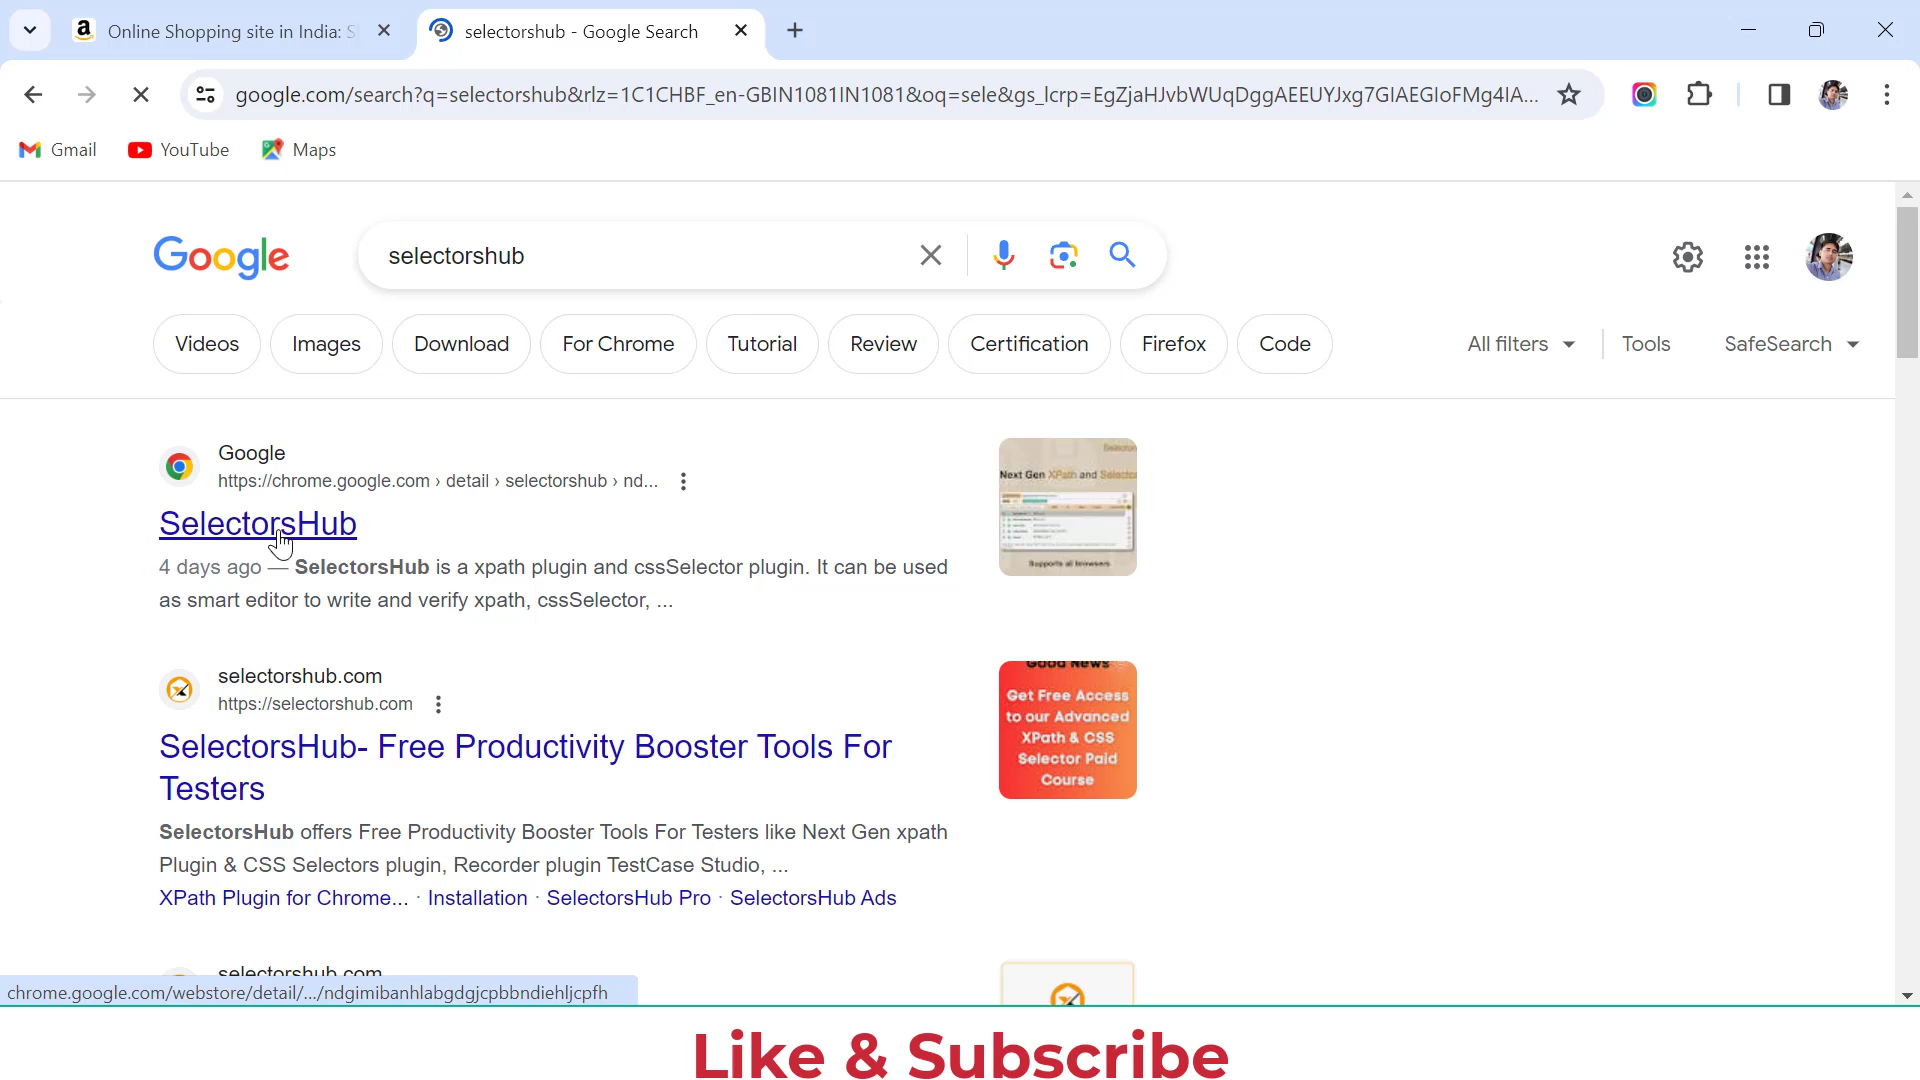 Online Shopping site in India: S
selectorshub - Google Search
google.com/search?q=selectorshub&rlz=1C1CHBF_en-GBIN1081IN1081&oq=sele&gs_lcrp=EgZjaHJvbWUqDggAEEUYJxg7GIAEGIoFMg4IA...
Gmail
YouTube
Maps
Google
selectorshub
Videos
Images
Download
For Chrome
Tutorial
Review
Certification
Firefox
Code
All filters
Tools
SafeSearch
Google
https://chrome.google.com › detail › selectorshub › nd...
SelectorsHub
4 days ago — SelectorsHub is a xpath plugin and cssSelector plugin. It can be used
as smart editor to write and verify xpath, cssSelector, ...
Next Gen XPath and Selector
Supports all browsers
selectorshub.com
https://selectorshub.com
SelectorsHub- Free Productivity Booster Tools For
Testers
SelectorsHub offers Free Productivity Booster Tools For Testers like Next Gen xpath
Plugin & CSS Selectors plugin, Recorder plugin TestCase Studio, ...
XPath Plugin for Chrome... · Installation · SelectorsHub Pro · SelectorsHub Ads
Good News
Get Free Access
to our Advanced
XPath & CSS
Selector Paid
Course
selectorshub.com
chrome.google.com/webstore/detail/.../ndgimibanhlabgdgjcpbbndiehljcpfh
Like & Subscribe